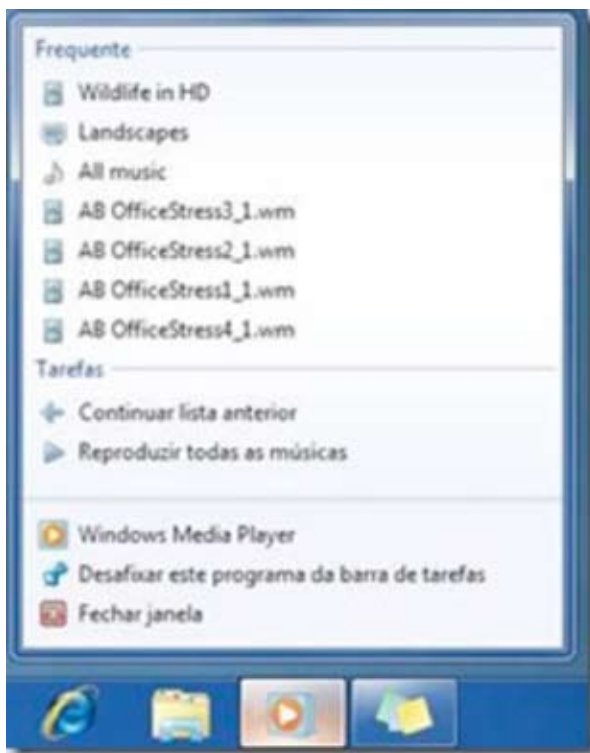 Frequente
Wildlife in HD
Landscapes
All music
AB OfficeStress3_1.wm
AB OfficeStress2_1.wm
AB OfficeStress1_1.wm
AB OfficeStress4_1.wm
Tarefas
Continuar lista anterior
Reproduzir todas as músicas
Windows Media Player
Desafixar este programa da barra de tarefas
Fechar janela